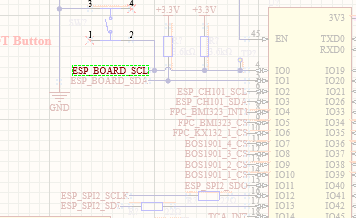 3 4
+3.3V +3.3V
3V3
T Button
1 2
45 EN TXD0
RXD0
ESP_BOARD_SCL IO0 IO19
ESP_BOARD_SDA IO1 IO20
ESP_CH101_SCL IO2 IO21
ESP_CH101_SDA IO3 IO26
GND
FPC_BMI323_INT1 IO4 IO33
FPC_BMI323_CS IO5 IO34
FPC_KX132_1_CS IO6 IO35
BOS1901_4_CS IO7 IO36
BOS1901_3_CS IO8 IO37
BOS1901_2_CS IO9 IO38
BOS1901_1_CS IO10 IO39
ESP_SPI2_SDO IO11 IO40
ESP_SPI2_SCLK IO12 IO41
ESP_SPI2_SDI IO13 IO42
TCA_INT IO14